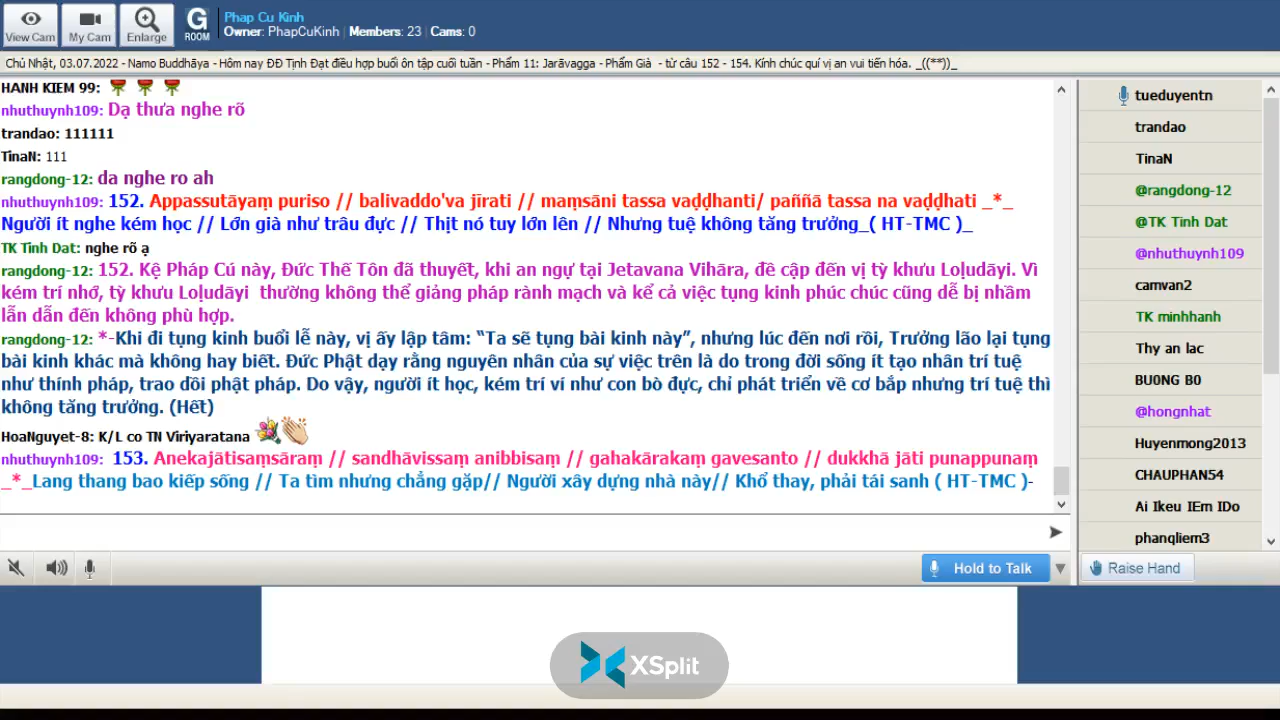 View Cam
My Cam
Enlarge
G
ROOM
Phap Cu Kinh
Owner: PhapCuKinh | Members: 23 | Cams: 0
Chủ Nhật, 03.07.2022 - Namo Buddhāya - Hôm nay ĐĐ Tịnh Đạt điều hợp buổi ôn tập cuối tuần - Phẩm 11: Jarāvagga - Phẩm Già - từ câu 152 - 154. Kính chúc quí vị an vui tiến hóa. _((**))_
HANH KIEM 99:
nhuthuynh109: Dạ thưa nghe rõ
trandao: 111111
TinaN: 111
rangdong-12: da nghe ro ah
nhuthuynh109: 152. Appassutāyaṃ puriso // balivaddo'va jīrati // maṃsāni tassa vaḍḍhanti/ paññā tassa na vaḍḍhati _*_
Người ít nghe kém học // Lớn già như trâu đực // Thịt nó tuy lớn lên // Nhưng tuệ không tăng trưởng_( HT-TMC )_
TK Tinh Dat: nghe rõ ạ
rangdong-12: 152. Kệ Pháp Cú này, Đức Thế Tôn đã thuyết, khi an ngự tại Jetavana Vihāra, đề cập đến vị tỳ khưu Loḷudāyi. Vì
kém trí nhớ, tỳ khưu Loḷudāyi thường không thể giảng pháp rành mạch và kể cả việc tụng kinh phúc chúc cũng dễ bị nhầm
lẫn dẫn đến không phù hợp.
rangdong-12: *-Khi đi tụng kinh buổi lễ này, vị ấy lập tâm: “Ta sẽ tụng bài kinh này”, nhưng lúc đến nơi rồi, Trưởng lão lại tụng
bài kinh khác mà không hay biết. Đức Phật dạy rằng nguyên nhân của sự việc trên là do trong đời sống ít tạo nhân trí tuệ
như thính pháp, trao dồi phật pháp. Do vậy, người ít học, kém trí ví như con bò đực, chỉ phát triển về cơ bắp nhưng trí tuệ thì
không tăng trưởng. (Hết)
HoaNguyet-8: K/L co TN Viriyaratana
nhuthuynh109: 153. Anekajātisaṃsāraṃ // sandhāvissaṃ anibbisaṃ // gahakārakaṃ gavesanto // dukkhā jāti punappunaṃ
_*_Lang thang bao kiếp sống // Ta tìm nhưng chẳng gặp// Người xây dựng nhà này// Khổ thay, phải tái sanh ( HT-TMC )-
tueduyentn
trandao
TinaN
@rangdong-12
@TK Tinh Dat
@nhuthuynh109
camvan2
TK minhhanh
Thy an lac
BU0NG B0
@hongnhat
Huyenmong2013
CHAUPHAN54
Ai Ikeu IEm IDo
phanqliem3
Hold to Talk
Raise Hand
XSplit